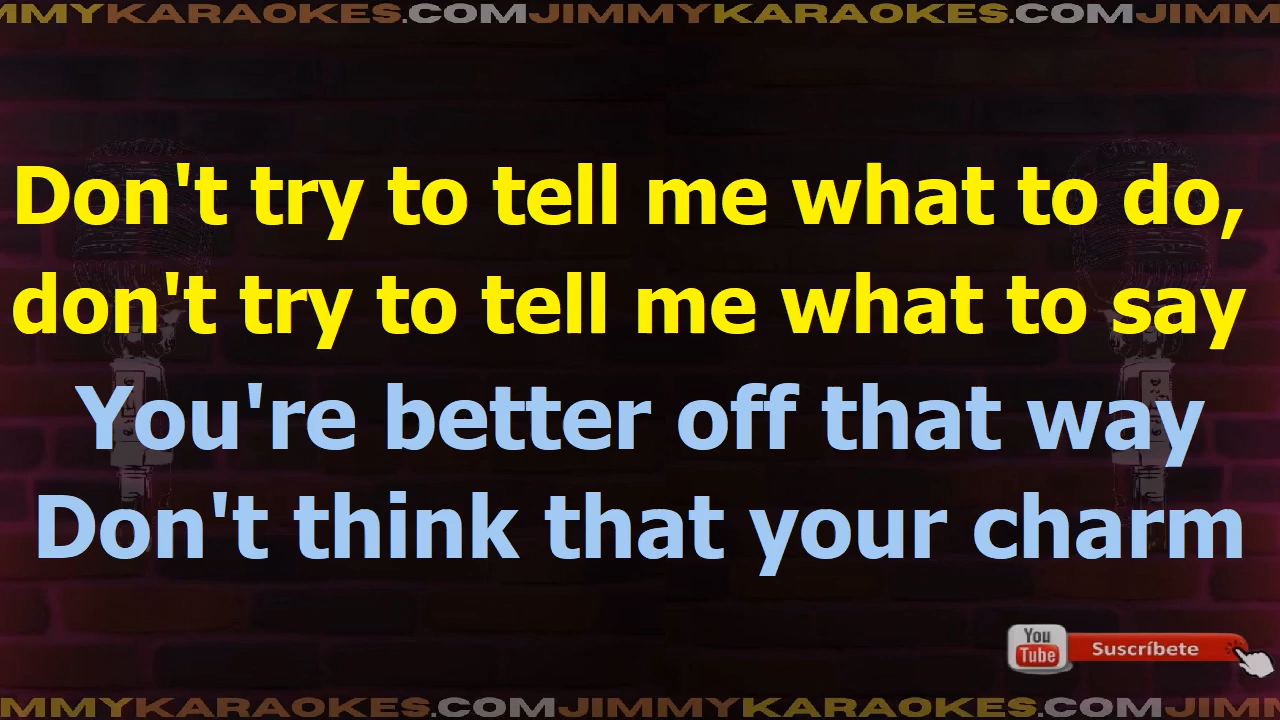 JIMMYKARAOKES.COMJIMMYKARAOKES.COMJIMM
Don't try to tell me what to do,
don't try to tell me what to say
You're better off that way
Don't think that your charm
You
Tube
Suscríbete
MMYKARAOKES.COMJIMMYKARAOKES.COMJIMM